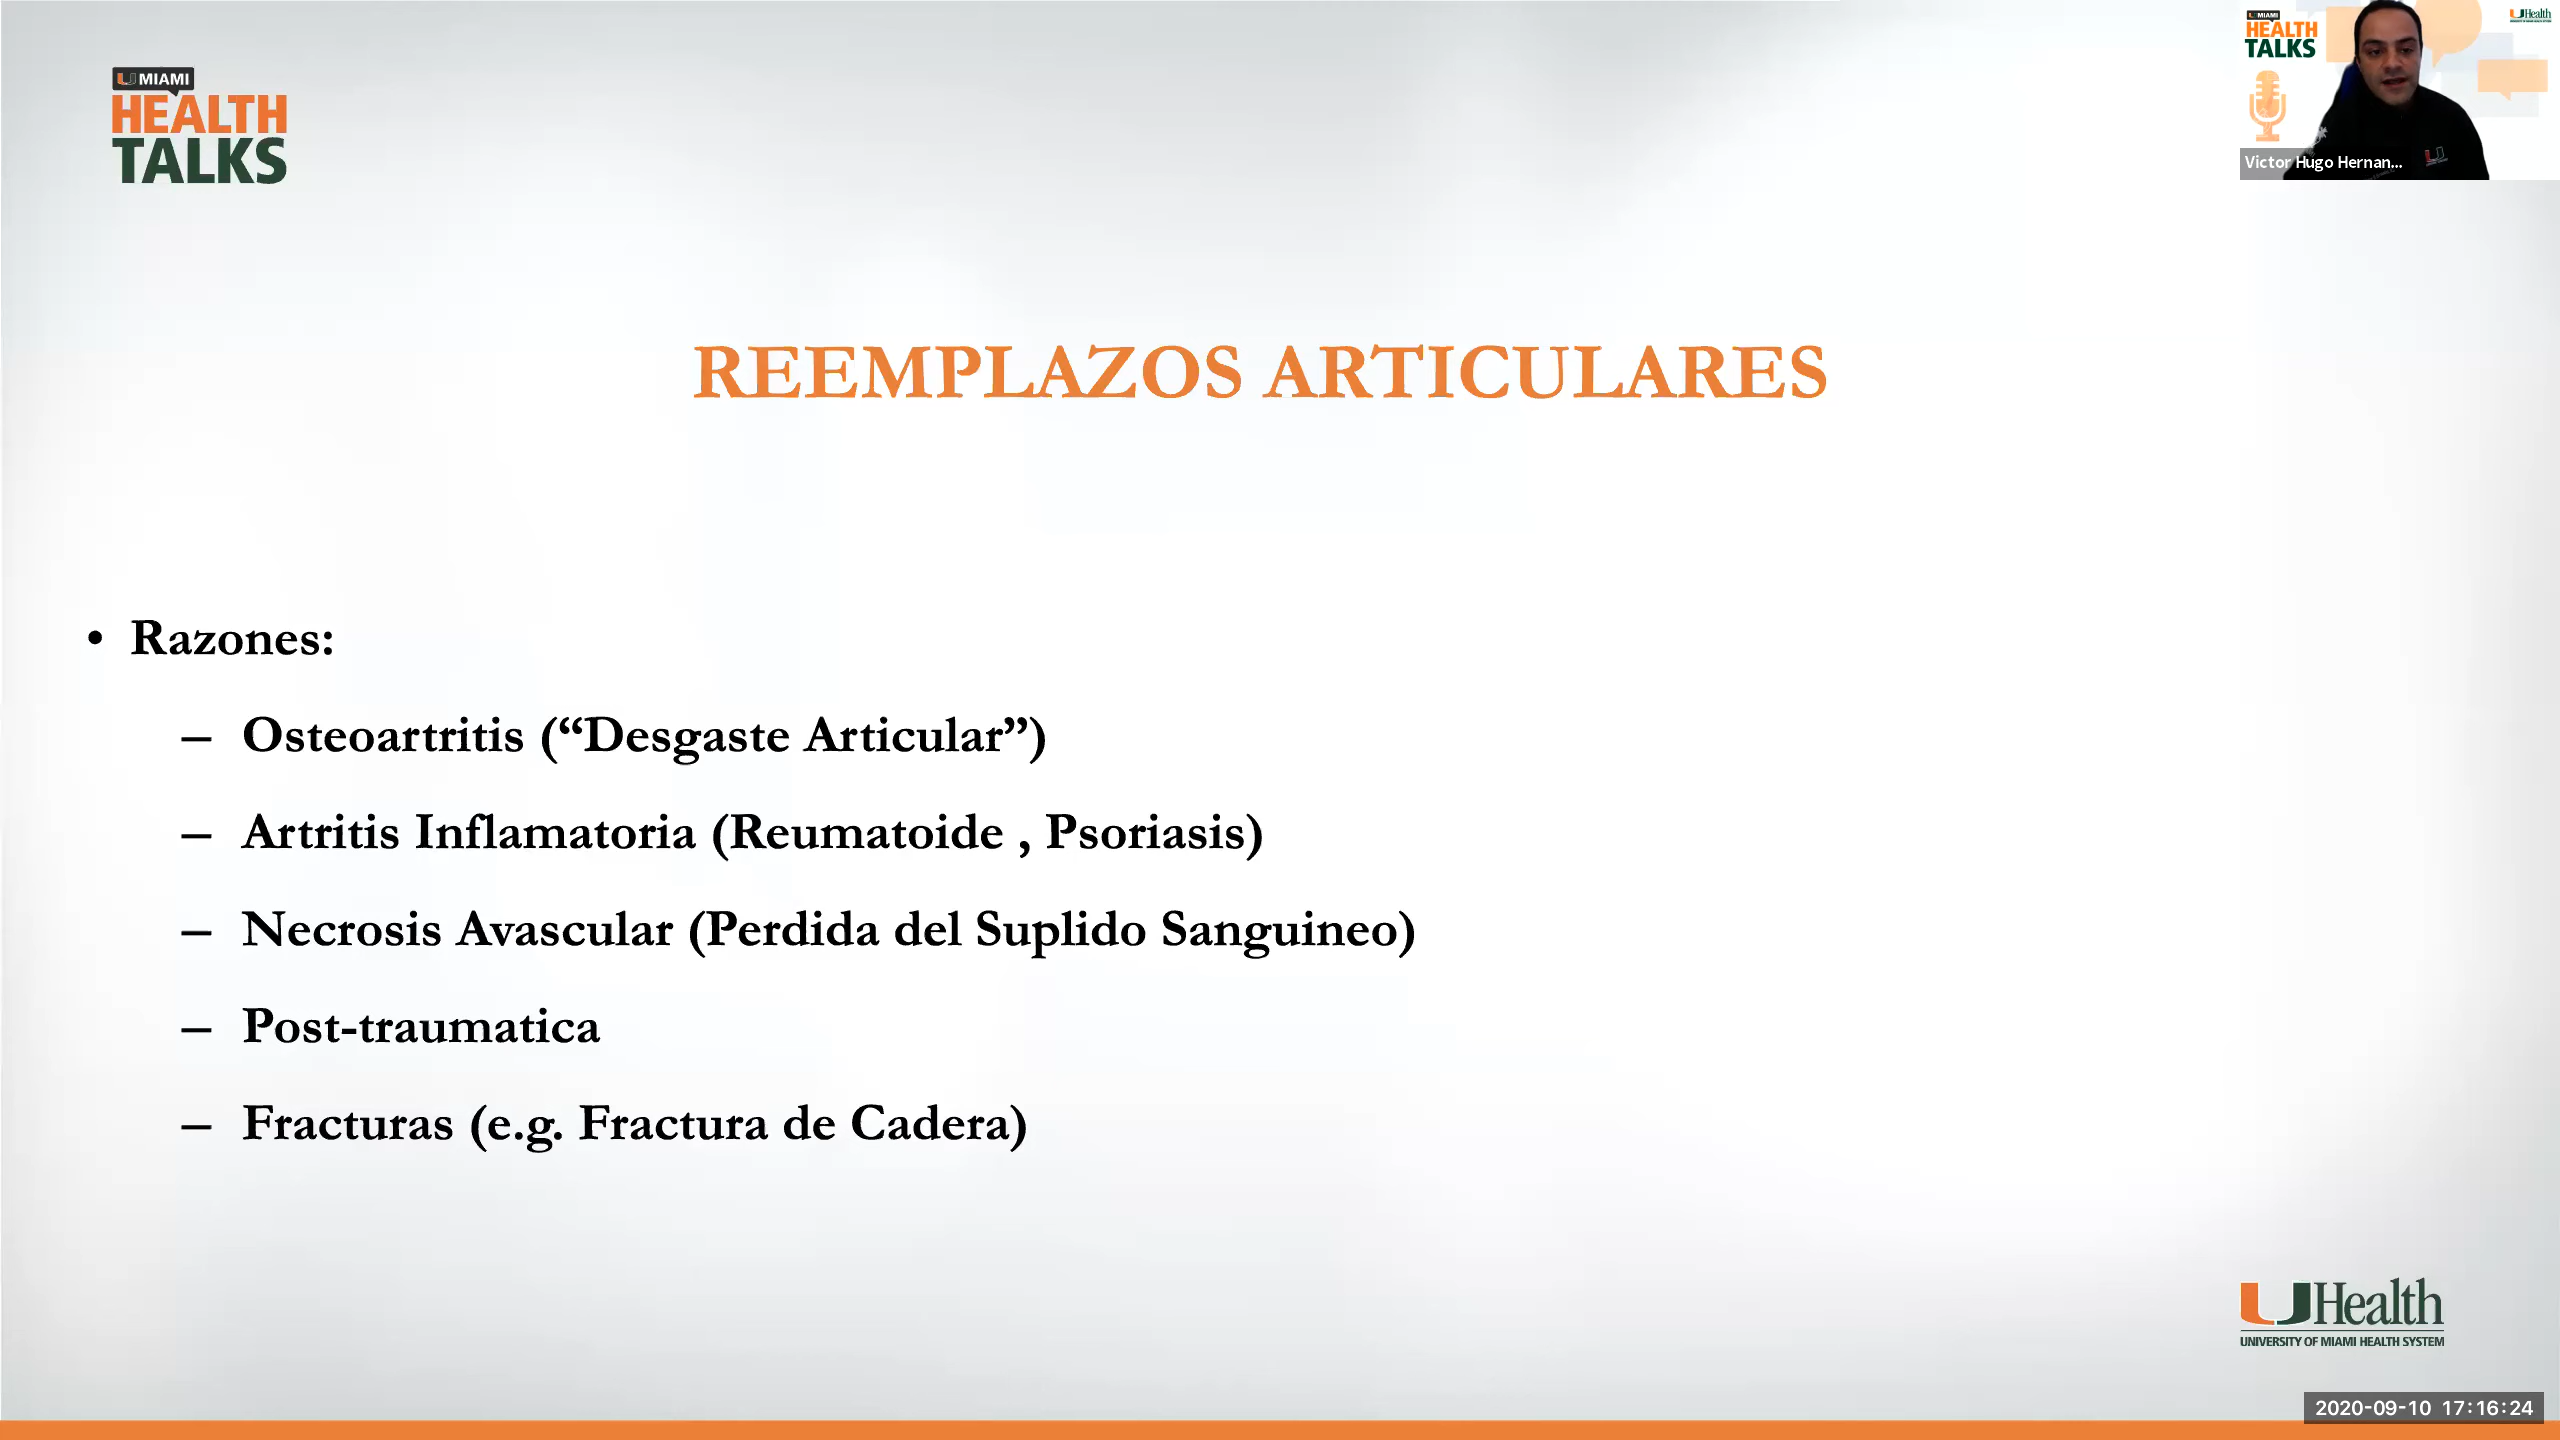 U MIAMI
HEALTH
TALKS
U MIAMI
HEALTH
TALKS
UHealth
Victor Hugo Hernan...
REEMPLAZOS ARTICULARES
• Razones:
– Osteoartritis (“Desgaste Articular”)
– Artritis Inflamatoria (Reumatoide , Psoriasis)
– Necrosis Avascular (Perdida del Suplido Sanguineo)
– Post-traumatica
– Fracturas (e.g. Fractura de Cadera)
UHealth
UNIVERSITY OF MIAMI HEALTH SYSTEM
2020-09-10 17:16:24